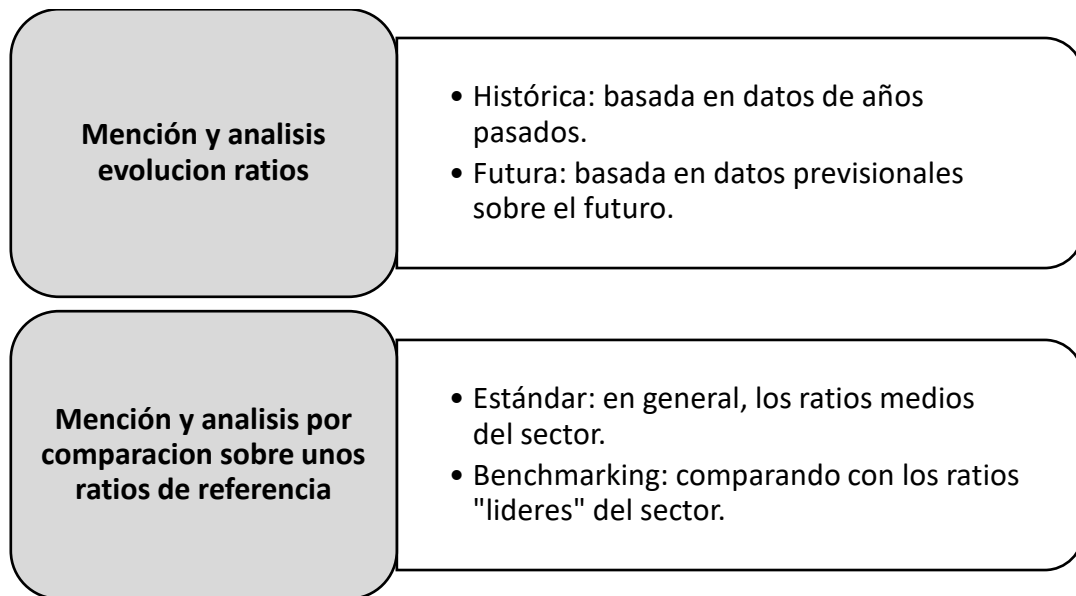 Mención y analisis
evolucion ratios
• Histórica: basada en datos de años
pasados.
• Futura: basada en datos previsionales
sobre el futuro.
Mención y analisis por
comparacion sobre unos
ratios de referencia
• Estándar: en general, los ratios medios
del sector.
• Benchmarking: comparando con los ratios
"lideres" del sector.